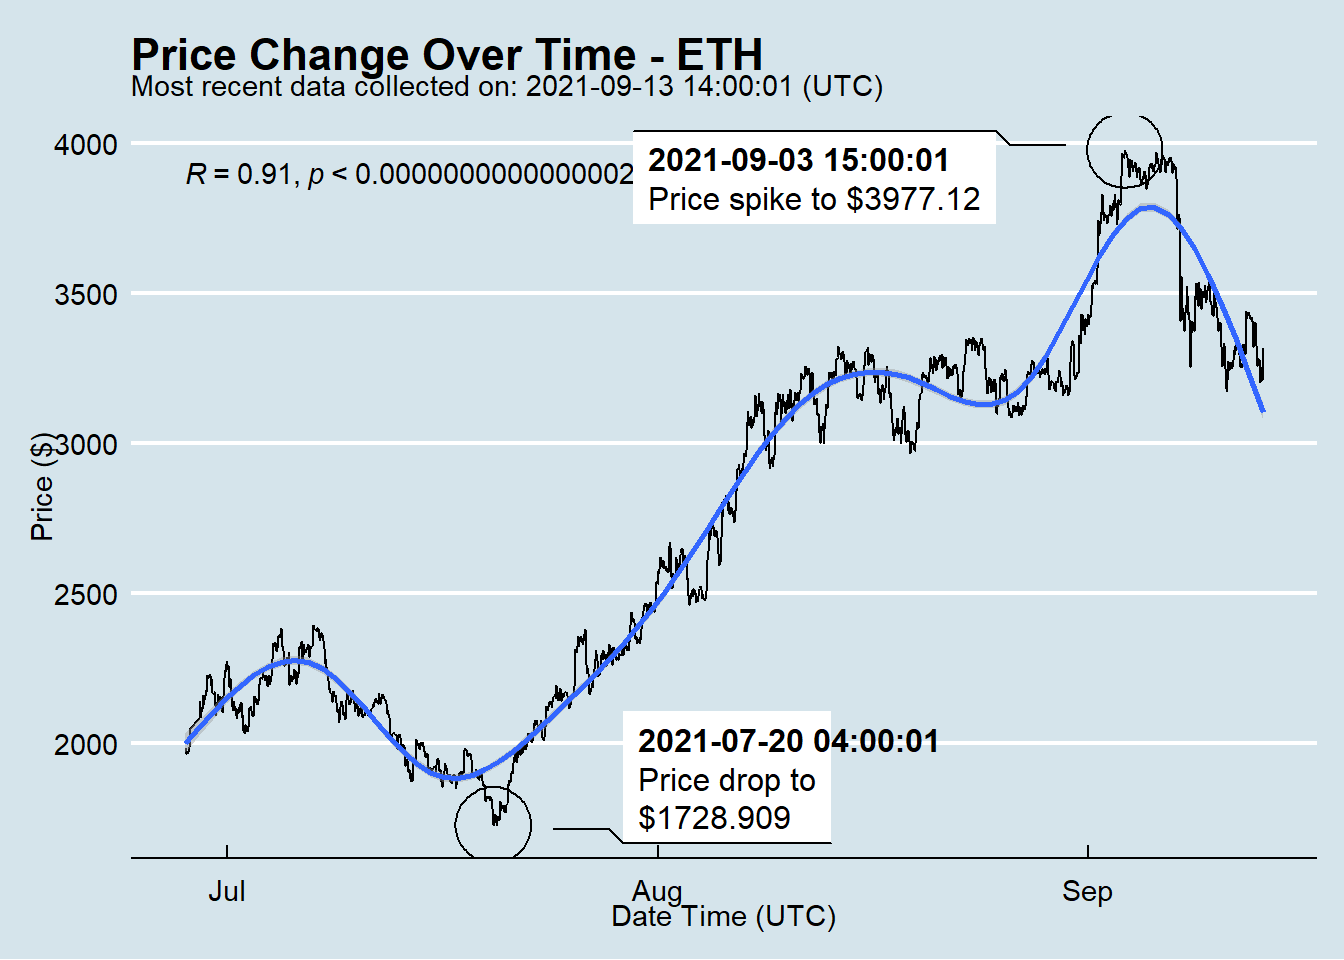 Price Change Over Time - ETH
Most recent data collected on: 2021-09-13 14:00:01 (UTC)
4000
R = 0.91, p < 0.0000000000000002
2021-09-03 15:00:01
Price spike to $3977.12
3500
3000
Price ($)
2500
2000
2021-07-20 04:00:01
Price drop to
$1728.909
Jul
Aug
Sep
Date Time (UTC)